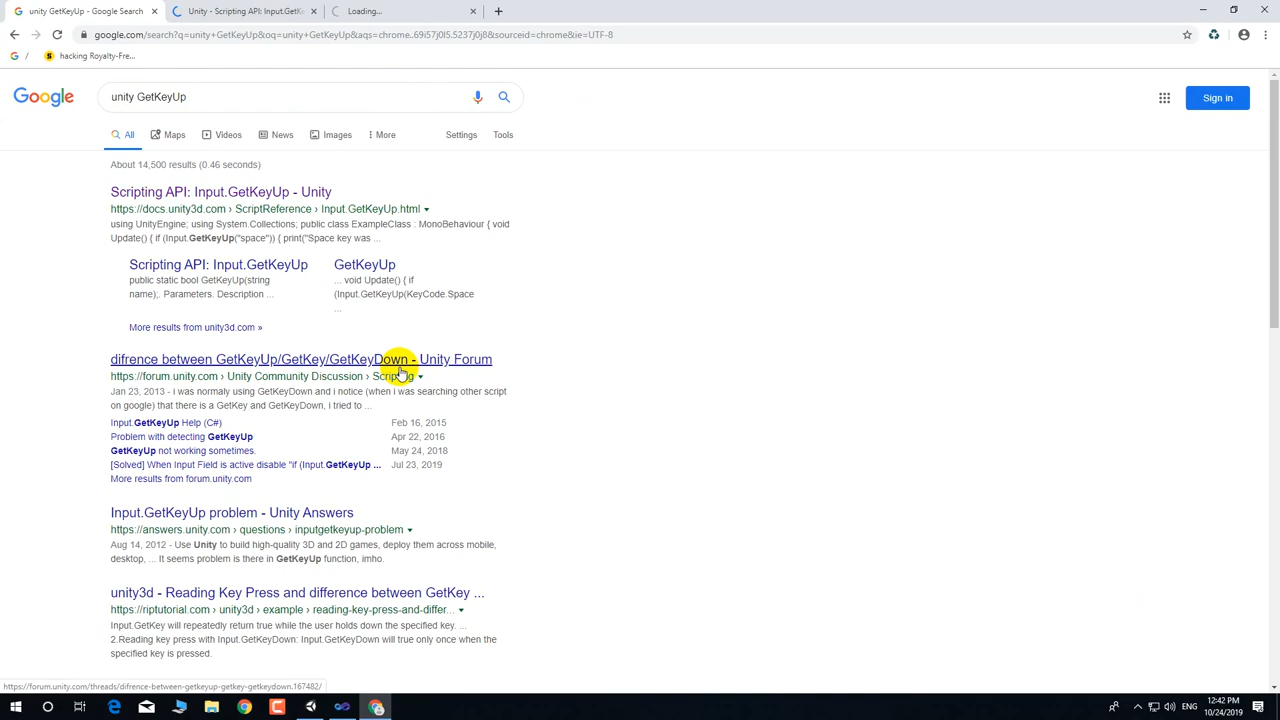 unity GetKeyUp - Google Search
Unity - Scripting API: Input.GetK
Loading...
google.com/search?q=unity+GetKeyUp&oq=unity+GetKeyUp&aqs=chrome..69i57j0l5.5237j0j8&sourceid=chrome&ie=UTF-8
/
hacking Royalty-Fre...
Google
unity GetKeyUp
Sign in
All
Maps
Videos
News
Images
More
Settings
Tools
About 14,500 results (0.46 seconds)
Scripting API: Input.GetKeyUp - Unity
https://docs.unity3d.com › ScriptReference › Input.GetKeyUp.html
using UnityEngine; using System.Collections; public class ExampleClass : MonoBehaviour { void
Update() { if (Input.GetKeyUp("space")) { print("Space key was ...
Scripting API: Input.GetKeyUp
public static bool GetKeyUp(string
name);. Parameters. Description ...
GetKeyUp
... void Update() { if
(Input.GetKeyUp(KeyCode.Space
...
More results from unity3d.com »
difrence between GetKeyUp/GetKey/GetKeyDown - Unity Forum
https://forum.unity.com › Unity Community Discussion › Scripting
Jan 23, 2013 - i was normaly using GetKeyDown and i notice (when i was searching other script
on google) that there is a GetKey and GetKeyDown, i tried to ...
Input.GetKeyUp Help (C#) Feb 16, 2015
Problem with detecting GetKeyUp Apr 22, 2016
GetKeyUp not working sometimes. May 24, 2018
[Solved] When Input Field is active disable "if (Input.GetKeyUp ... Jul 23, 2019
More results from forum.unity.com
Input.GetKeyUp problem - Unity Answers
https://answers.unity.com › questions › inputgetkeyup-problem
Aug 14, 2012 - Use Unity to build high-quality 3D and 2D games, deploy them across mobile,
desktop, ... It seems problem is there in GetKeyUp function, imho.
unity3d - Reading Key Press and difference between GetKey ...
https://riptutorial.com › unity3d › example › reading-key-press-and-differ...
Input.GetKey will repeatedly return true while the user holds down the specified key. ...
2.Reading key press with Input.GetKeyDown: Input.GetKeyDown will true only once when the
specified key is pressed.
https://forum.unity.com/threads/difrence-between-getkeyup-getkey-getkeydown.167482/
ENG
12:42 PM
10/24/2019